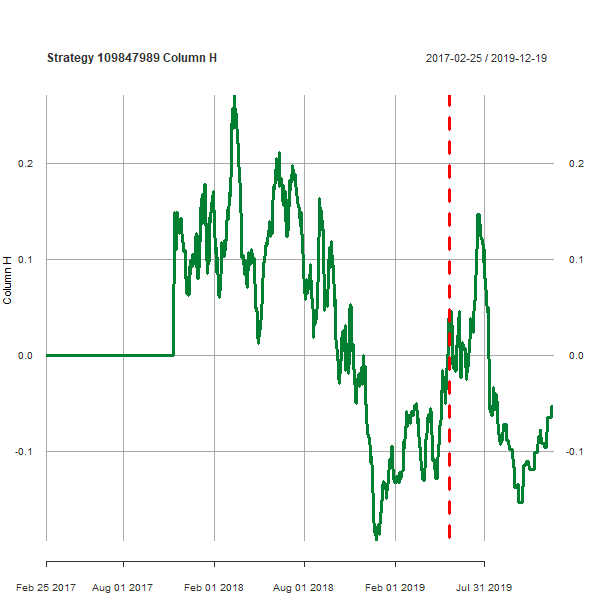 Strategy 109847989 Column H
2017-02-25 / 2019-12-19
0.2
0.1
0.0
-0.1
Column H
0.2
0.1
0.0
-0.1
Feb 25 2017
Aug 01 2017
Feb 01 2018
Aug 01 2018
Feb 01 2019
Jul 31 2019